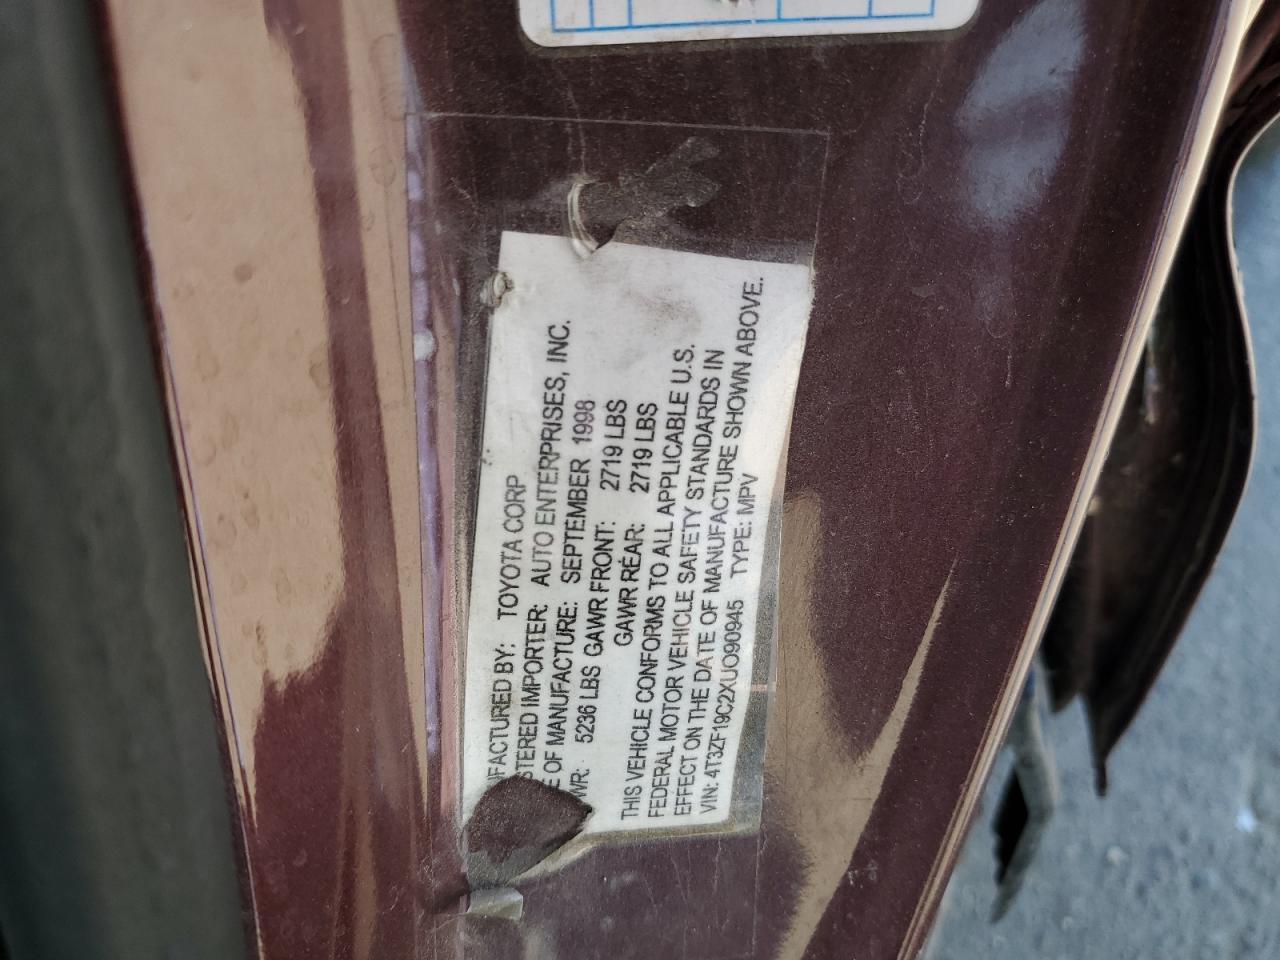 UFACTURED BY: TOYOTA CORP
STERED IMPORTER: AUTO ENTERPRISES, INC.
E OF MANUFACTURE: SEPTEMBER 1998
WR: 5236 LBS GAWR FRONT: 2719 LBS
GAWR REAR: 2719 LBS
THIS VEHICLE CONFORMS TO ALL APPLICABLE U.S.
FEDERAL MOTOR VEHICLE SAFETY STANDARDS IN
EFFECT ON THE DATE OF MANUFACTURE SHOWN ABOVE.
VIN: 4T3ZF19C2XUO90945 TYPE: MPV